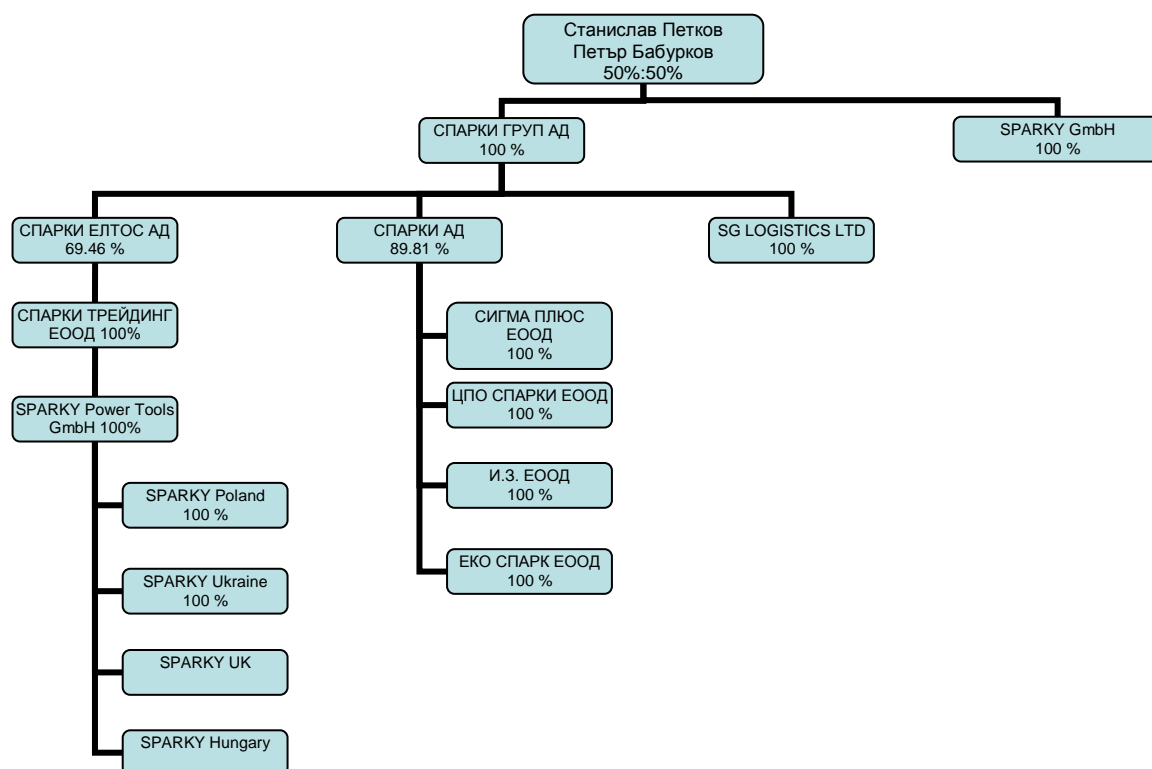 Станислав Петков
Петър Бабурков
50%:50%
СПАРКИ ГРУП АД
100 %
SPARKY GmbH
100 %
СПАРКИ ЕЛТОС АД
69.46 %
СПАРКИ АД
89.81 %
SG LOGISTICS LTD
100 %
СПАРКИ ТРЕЙДИНГ
ЕООД 100%
SPARKY Power Tools
GmbH 100%
SPARKY Poland
100 %
SPARKY Ukraine
100 %
SPARKY UK
SPARKY Hungary
СИГМА ПЛЮС
ЕООД
100 %
ЦПО СПАРКИ ЕООД
100 %
И.З. ЕООД
100 %
ЕКО СПАРК ЕООД
100 %